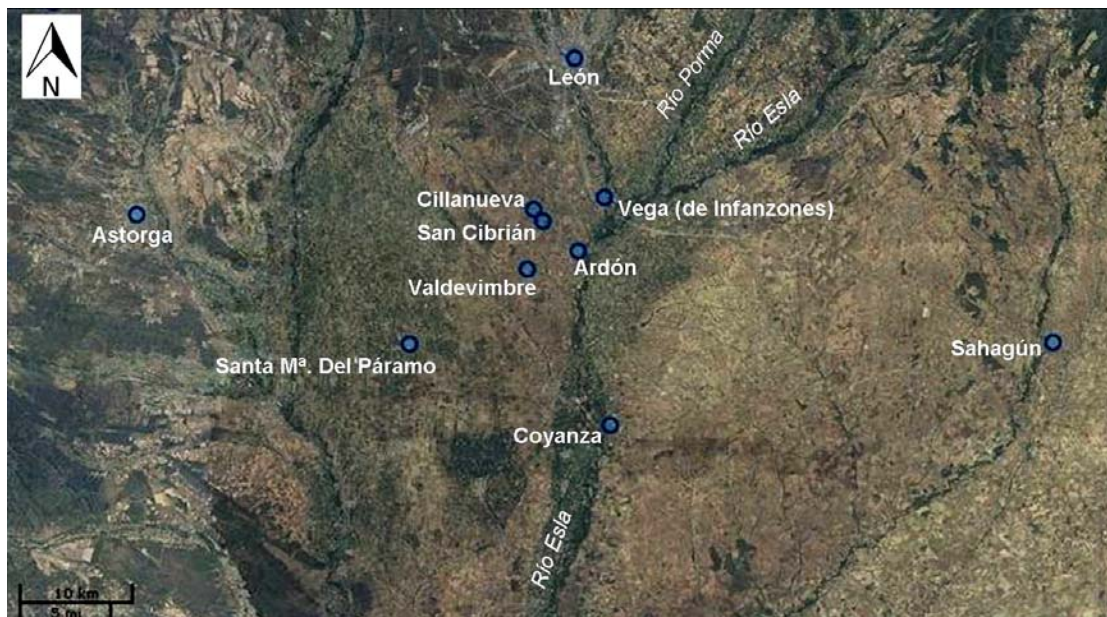 N
León
Río Porma
Río Esla
Cillanueva
Vega (de Infanzones)
San Cibrián
Astorga
Ardón
Valdevimbre
Sahagún
Santa Mª. Del Páramo
Coyanza
Río Esla
10 km
5 mi